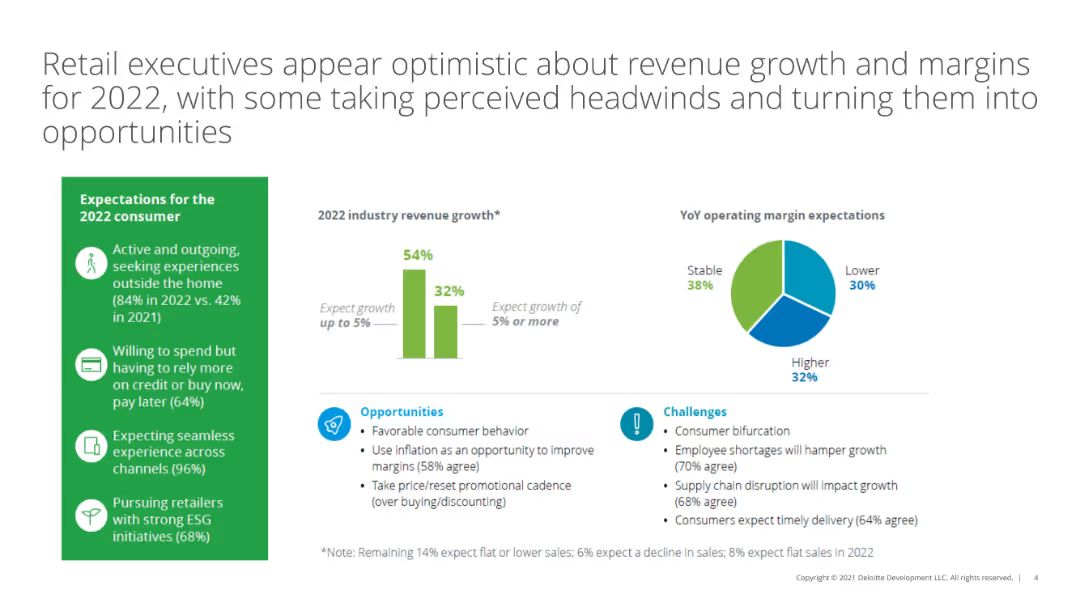 Retail executives appear optimistic about revenue growth and margins
for 2022, with some taking perceived headwinds and turning them into
opportunities
Expectations for the
2022 consumer
Active and outgoing,
seeking experiences
outside the home
(84% in 2022 vs. 42%
in 2021)
Willing to spend but
having to rely more
on credit or buy now,
pay later (64%)
Expecting seamless
experience across
channels (96%)
Pursuing retailers
with strong ESG
initiatives (68%)
2022 industry revenue growth*
54%
32%
Expect growth
up to 5%
Expect growth of
5% or more
YoY operating margin expectations
Stable
38%
Lower
30%
Higher
32%
Opportunities
• Favorable consumer behavior
• Use inflation as an opportunity to improve
margins (58% agree)
• Take price/reset promotional cadence
(over buying/discounting)
Challenges
• Consumer bifurcation
• Employee shortages will hamper growth
(70% agree)
• Supply chain disruption will impact growth
(68% agree)
• Consumers expect timely delivery (64% agree)
*Note: Remaining 14% expect flat or lower sales; 6% expect a decline in sales; 8% expect flat sales in 2022
Copyright © 2021 Deloitte Development LLC. All rights reserved. | 4